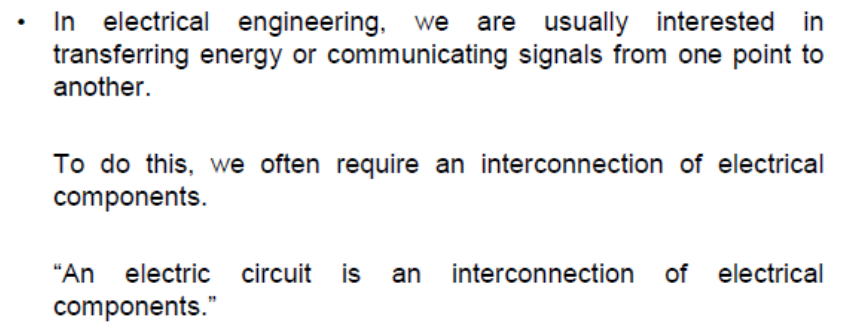 • In electrical engineering, we are usually interested in
transferring energy or communicating signals from one point to
another.
To do this, we often require an interconnection of electrical
components.
“An electric circuit is an interconnection of electrical
components.”